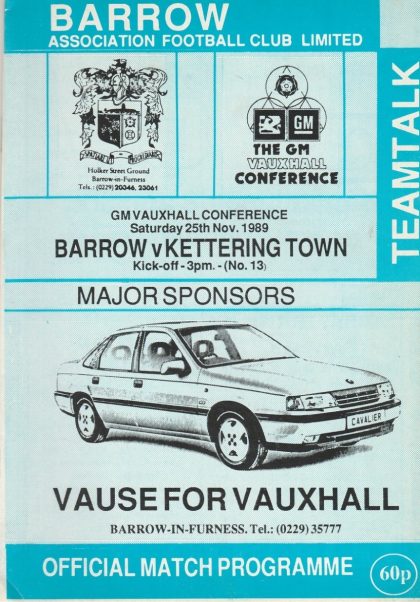 BARROW
ASSOCIATION FOOTBALL CLUB LIMITED
TEAMTALK
Holker Street Ground
Barrow-in-Furness
Tels.: (0229) 20346, 23061
GM
THE GM
VAUXHALL
CONFERENCE
GM VAUXHALL CONFERENCE
Saturday 25th Nov. 1989
BARROW v KETTERING TOWN
Kick-off - 3pm. - (No. 13)
MAJOR SPONSORS
CAVALIER
VAUSE FOR VAUXHALL
BARROW-IN-FURNESS. Tel.: (0229) 35777
OFFICIAL MATCH PROGRAMME
60p